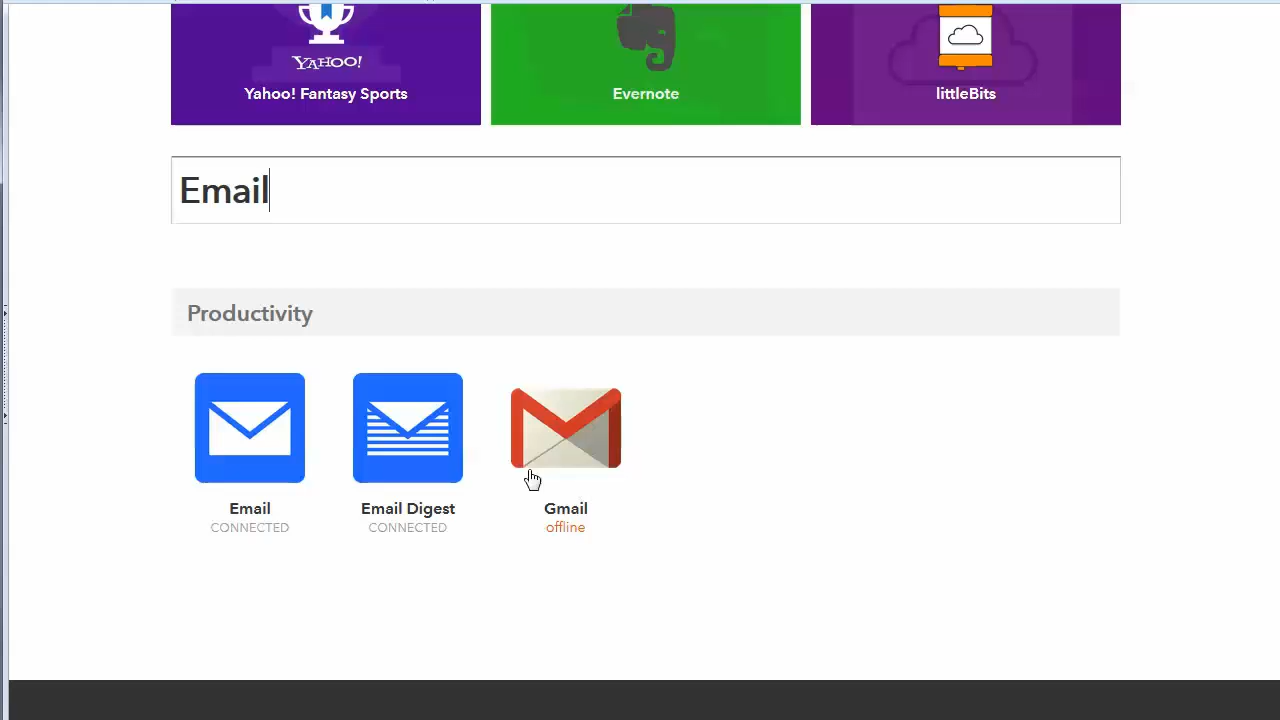 YAHOO!
Yahoo! Fantasy Sports
Evernote
littleBits
Email
Productivity
Email
CONNECTED
Email Digest
CONNECTED
Gmail
offline